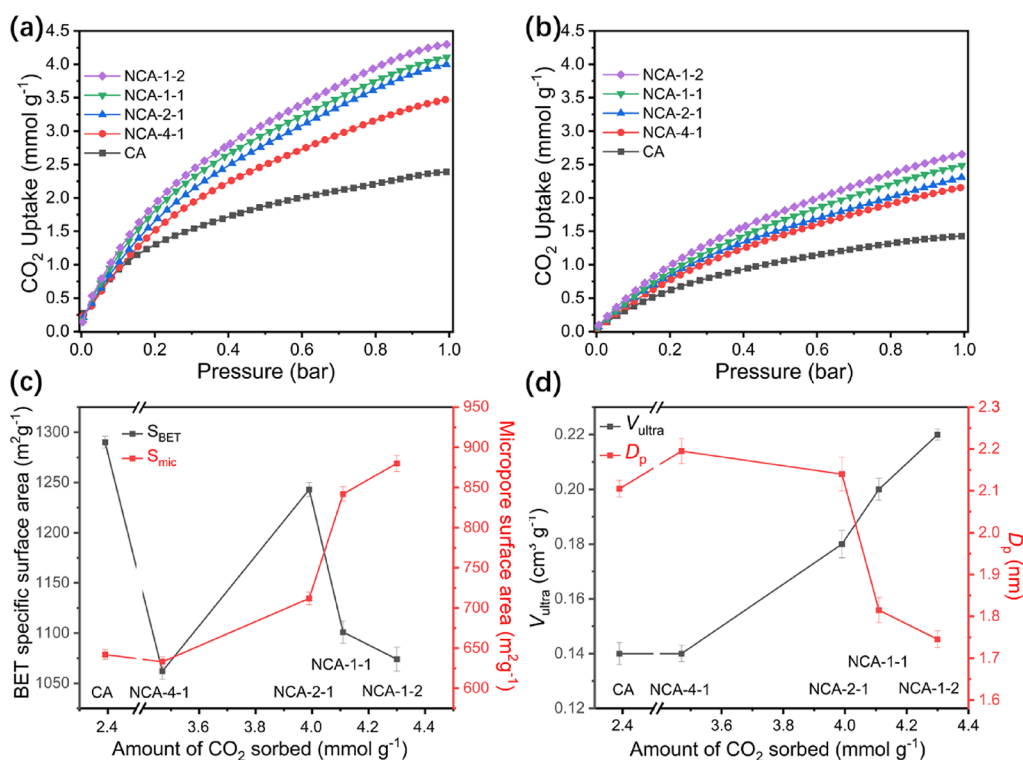 (a)
CO₂ Uptake (mmol g⁻¹)
4.5
4.0
3.5
3.0
2.5
2.0
1.5
1.0
0.5
0.0
NCA-1-2
NCA-1-1
NCA-2-1
NCA-4-1
CA
0.0 0.2 0.4 0.6 0.8 1.0
Pressure (bar)
(b)
CO₂ Uptake (mmol g⁻¹)
4.5
4.0
3.5
3.0
2.5
2.0
1.5
1.0
0.5
0.0
NCA-1-2
NCA-1-1
NCA-2-1
NCA-4-1
CA
0.0 0.2 0.4 0.6 0.8 1.0
Pressure (bar)
(c)
BET specific surface area (m²g⁻¹)
1300
1250
1200
1150
1100
1050
S_BET
S_mic
CA
NCA-4-1
NCA-2-1
NCA-1-1
NCA-1-2
950
900
850
800
750
700
650
600
Micropore surface area (m²g⁻¹)
2.4 3.6 3.8 4.0 4.2 4.4
Amount of CO₂ sorbed (mmol g⁻¹)
(d)
V_ultra (cm³ g⁻¹)
0.22
0.20
0.18
0.16
0.14
0.12
V_ultra
D_p
CA
NCA-4-1
NCA-2-1
NCA-1-1
NCA-1-2
2.3
2.2
2.1
2.0
1.9
1.8
1.7
1.6
D_p (nm)
2.4 3.6 3.8 4.0 4.2 4.4
Amount of CO₂ sorbed (mmol g⁻¹)